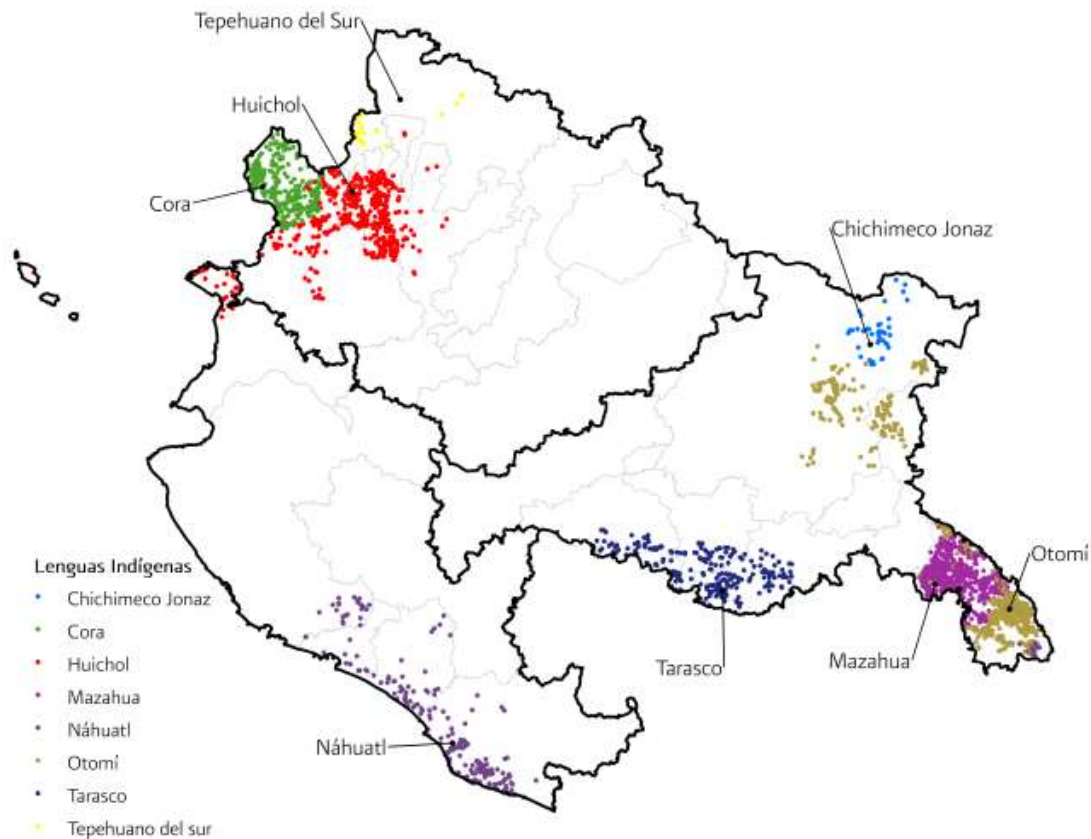 Tepehuano del Sur
Huichol
Cora
Chichimeco Jonaz
Otomí
Mazahua
Tarasco
Náhuatl
Lenguas Indígenas
Chichimeco Jonaz
Cora
Huichol
Mazahua
Náhuatl
Otomí
Tarasco
Tepehuano del sur